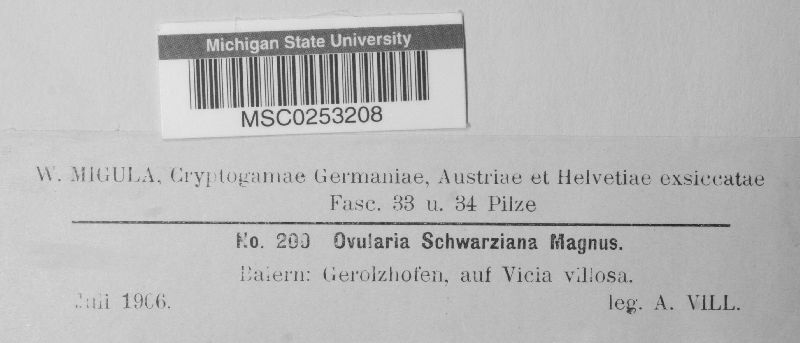 Michigan State University
MSC0253208
W. MIGULA, Cryptogamae Germaniae, Austriae et Helvetiae exsiccatae
Fasc. 33 u. 34 Pilze
No. 200 Ovularia Schwarziana Magnus.
Baiern: Gerolzhofen, auf Vicia villosa.
Juli 1906. leg. A. VILL.